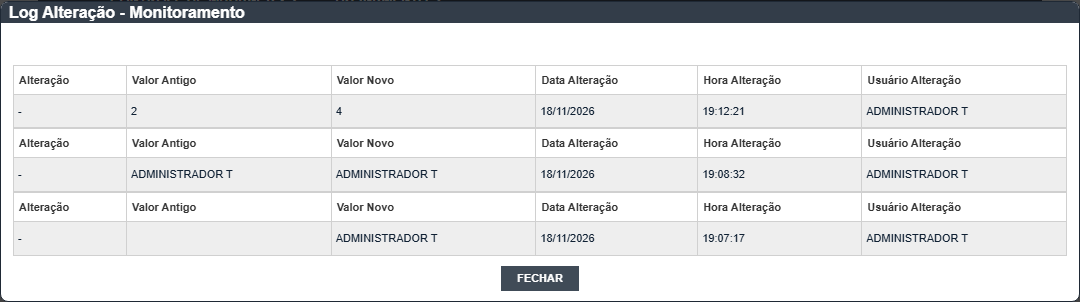 Log Alteração - Monitoramento
Alteração Valor Antigo Valor Novo Data Alteração Hora Alteração Usuário Alteração
- 2 4 18/11/2026 19:12:21 ADMINISTRADOR T
Alteração Valor Antigo Valor Novo Data Alteração Hora Alteração Usuário Alteração
- ADMINISTRADOR T ADMINISTRADOR T 18/11/2026 19:08:32 ADMINISTRADOR T
Alteração Valor Antigo Valor Novo Data Alteração Hora Alteração Usuário Alteração
- ADMINISTRADOR T 18/11/2026 19:07:17 ADMINISTRADOR T
FECHAR